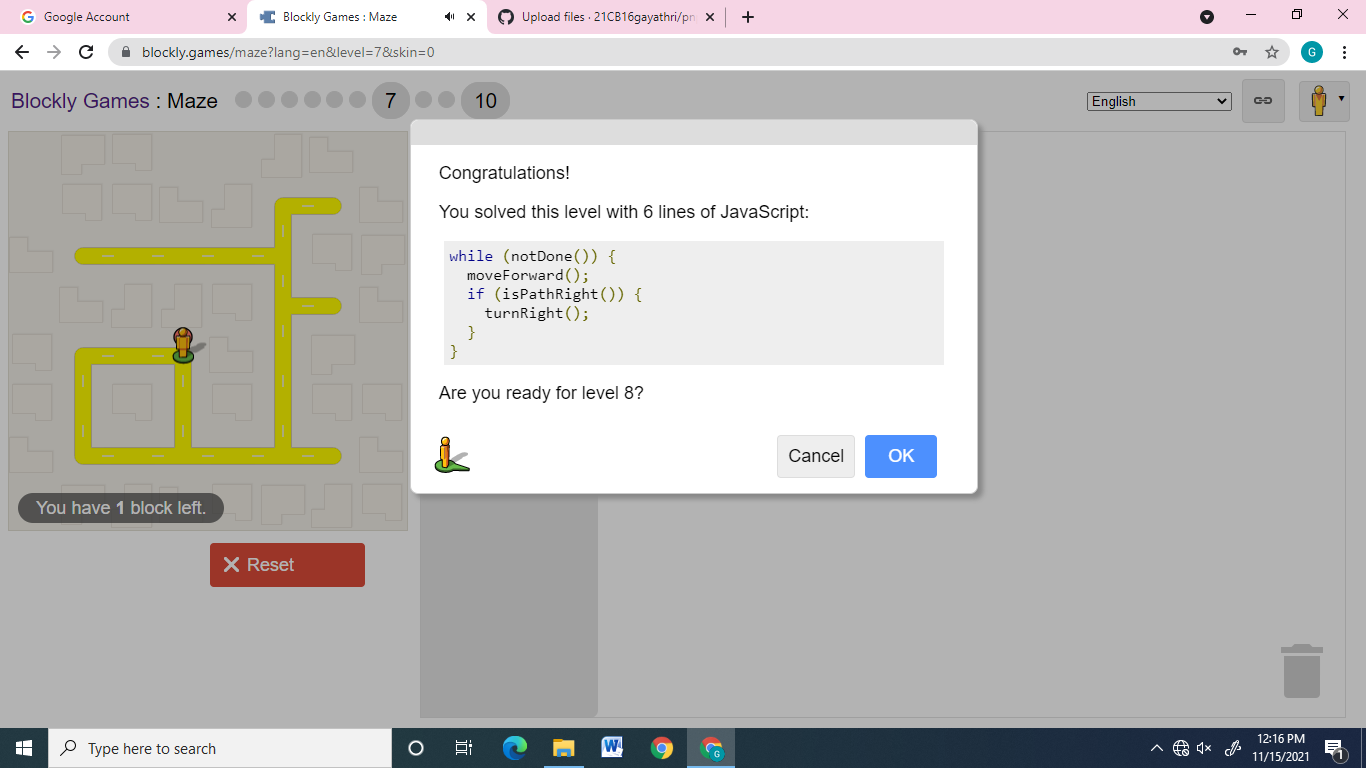 Google Account
Blockly Games : Maze
Upload files · 21CB16gayathri/pn
blockly.games/maze?lang=en&level=7&skin=0
G
Blockly Games : Maze
7
10
English
Congratulations!
You solved this level with 6 lines of JavaScript:
while (notDone()) {
  moveForward();
  if (isPathRight()) {
    turnRight();
  }
}
Are you ready for level 8?
Cancel
OK
You have 1 block left.
Reset
Type here to search
12:16 PM
11/15/2021
1